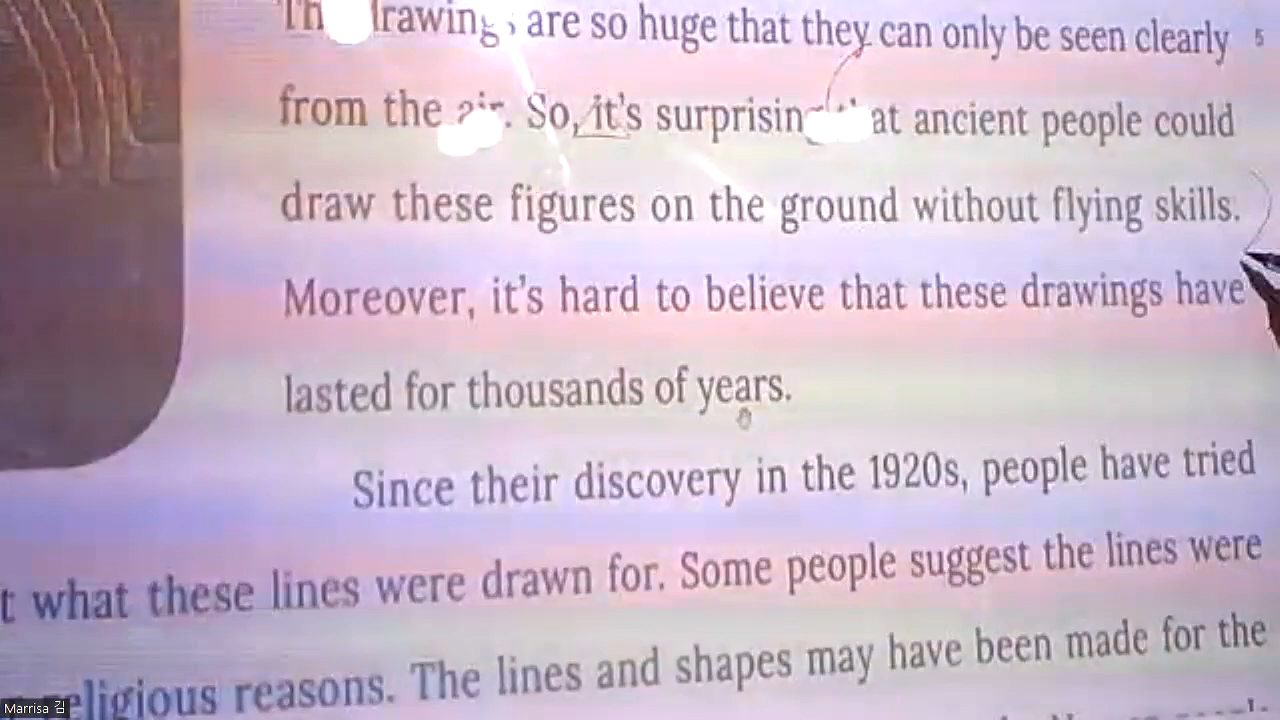 are so huge that they can only be seen clearly 5
from the air. So, it's surprising that ancient people could
draw these figures on the ground without flying skills.
Moreover, it's hard to believe that these drawings have
lasted for thousands of years.
Since their discovery in the 1920s, people have tried
what these lines were drawn for. Some people suggest the lines were
religious reasons. The lines and shapes may have been made for the
Marrisa 김